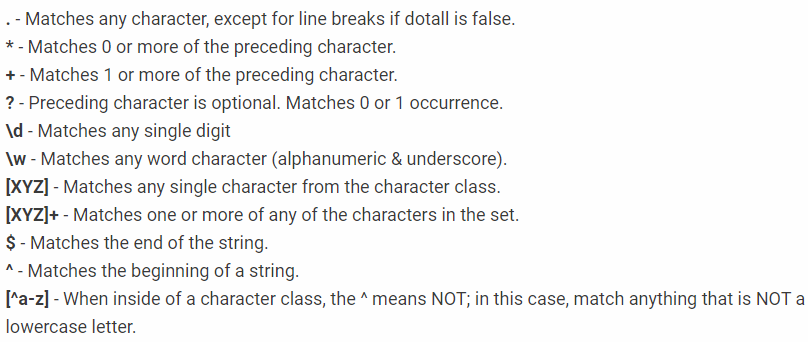 . - Matches any character, except for line breaks if dotall is false.
* - Matches 0 or more of the preceding character.
+ - Matches 1 or more of the preceding character.
? - Preceding character is optional. Matches 0 or 1 occurrence.
\d - Matches any single digit
\w - Matches any word character (alphanumeric & underscore).
[XYZ] - Matches any single character from the character class.
[XYZ]+ - Matches one or more of any of the characters in the set.
$ - Matches the end of the string.
^ - Matches the beginning of a string.
[^a-z] - When inside of a character class, the ^ means NOT; in this case, match anything that is NOT a
lowercase letter.